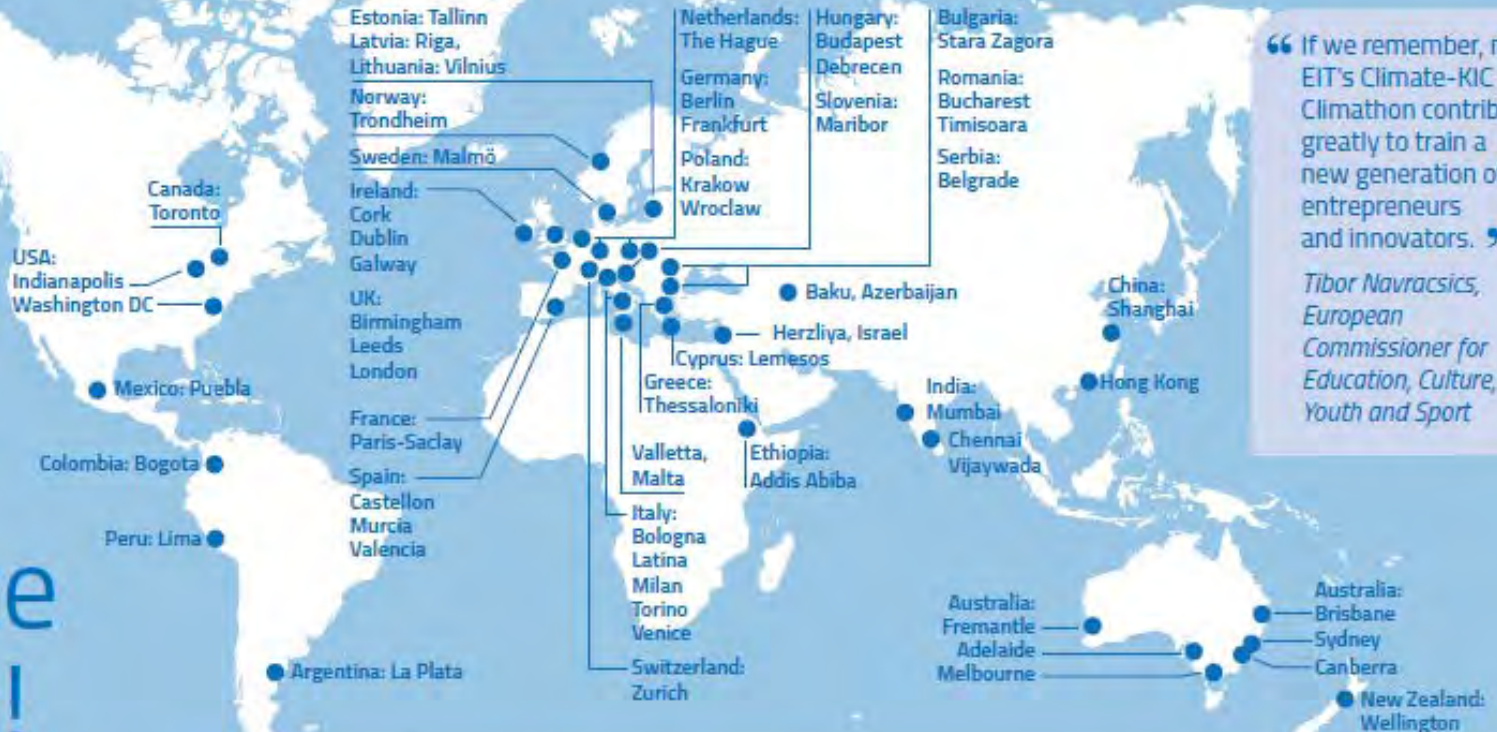 Estonia: Tallinn
Latvia: Riga,
Lithuania: Vilnius
Norway:
Trondheim
Sweden: Malmö
Ireland:
Cork
Dublin
Galway
UK:
Birmingham
Leeds
London
France:
Paris-Saclay
Spain:
Castellon
Murcia
Valencia
Netherlands:
The Hague
Germany:
Berlin
Frankfurt
Poland:
Krakow
Wroclaw
Hungary:
Budapest
Debrecen
Slovenia:
Maribor
Bulgaria:
Stara Zagora
Romania:
Bucharest
Timisoara
Serbia:
Belgrade
Canada:
Toronto
USA:
Indianapolis
Washington DC
Mexico: Puebla
Colombia: Bogota
Peru: Lima
Argentina: La Plata
Baku, Azerbaijan
Herzliya, Israel
Cyprus: Lemesos
Greece:
Thessaloniki
Valletta,
Malta
Ethiopia:
Addis Abiba
Italy:
Bologna
Latina
Milan
Torino
Venice
Switzerland:
Zurich
China:
Shanghai
Hong Kong
India:
Mumbai
Chennai
Vijaywada
Australia:
Fremantle
Adelaide
Melbourne
Australia:
Brisbane
Sydney
Canberra
New Zealand:
Wellington
“ If we remember,
EIT's Climate-KIC
Climathon
greatly to train a
new generation
entrepreneurs
and innovators. ”
Tibor Navracsics,
European
Commissioner for
Education, Culture,
Youth and Sport
e